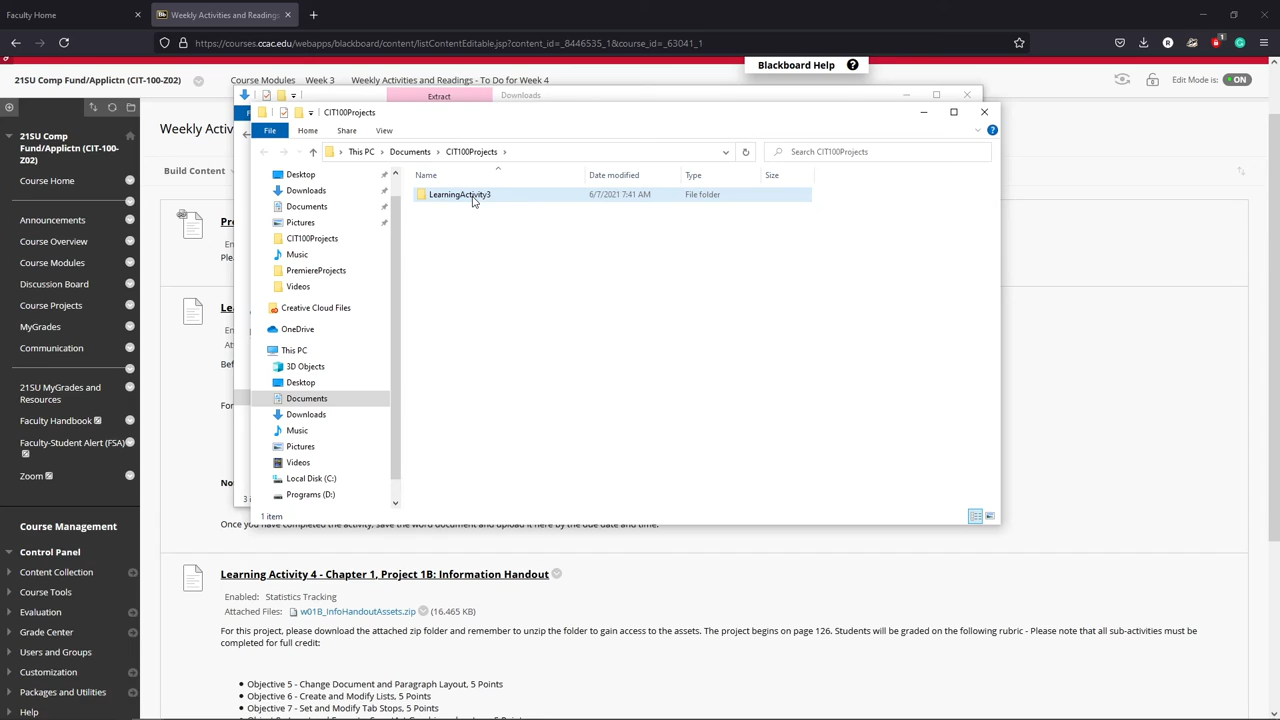 Faculty Home
Weekly Activities and Readings
https://courses.ccac.edu/webapps/blackboard/content/listContentEditable.jsp?content_id=_8446535_1&course_id=_63041_1
Blackboard Help
21SU Comp Fund/Applictn (CIT-100-Z02)
Course Modules Week 3 Weekly Activities and Readings - To Do for Week 4
Edit Mode is: ON
Extract Downloads
CIT100Projects
File Home Share View
This PC Documents CIT100Projects
Search CIT100Projects
Name Date modified Type Size
LearningActivity3 6/7/2021 7:41 AM File folder
Desktop
Downloads
Documents
Pictures
CIT100Projects
Music
PremiereProjects
Videos
Creative Cloud Files
OneDrive
This PC
3D Objects
Desktop
Documents
Downloads
Music
Pictures
Videos
Local Disk (C:)
Programs (D:)
1 item
21SU Comp
Fund/Applictn (CIT-100-
Z02)
Course Home
Announcements
Course Overview
Course Modules
Discussion Board
Course Projects
MyGrades
Communication
21SU MyGrades and
Resources
Faculty Handbook
Faculty-Student Alert (FSA)
Zoom
Course Management
Control Panel
Content Collection
Course Tools
Evaluation
Grade Center
Users and Groups
Customization
Packages and Utilities
Help
Weekly Activ
Build Content
Pr
En
Ple
Lea
En
At
Bef
For
No
3 i
Once you have completed the activity, save the word document and upload it here by the due date and time.
Learning Activity 4 - Chapter 1, Project 1B: Information Handout
Enabled: Statistics Tracking
Attached Files: w01B_InfoHandoutAssets.zip (16.465 KB)
For this project, please download the attached zip folder and remember to unzip the folder to gain access to the assets. The project begins on page 126. Students will be graded on the following rubric - Please note that all sub-activities must be
completed for full credit:
Objective 5 - Change Document and Paragraph Layout, 5 Points
Objective 6 - Create and Modify Lists, 5 Points
Objective 7 - Set and Modify Tab Stops, 5 Points